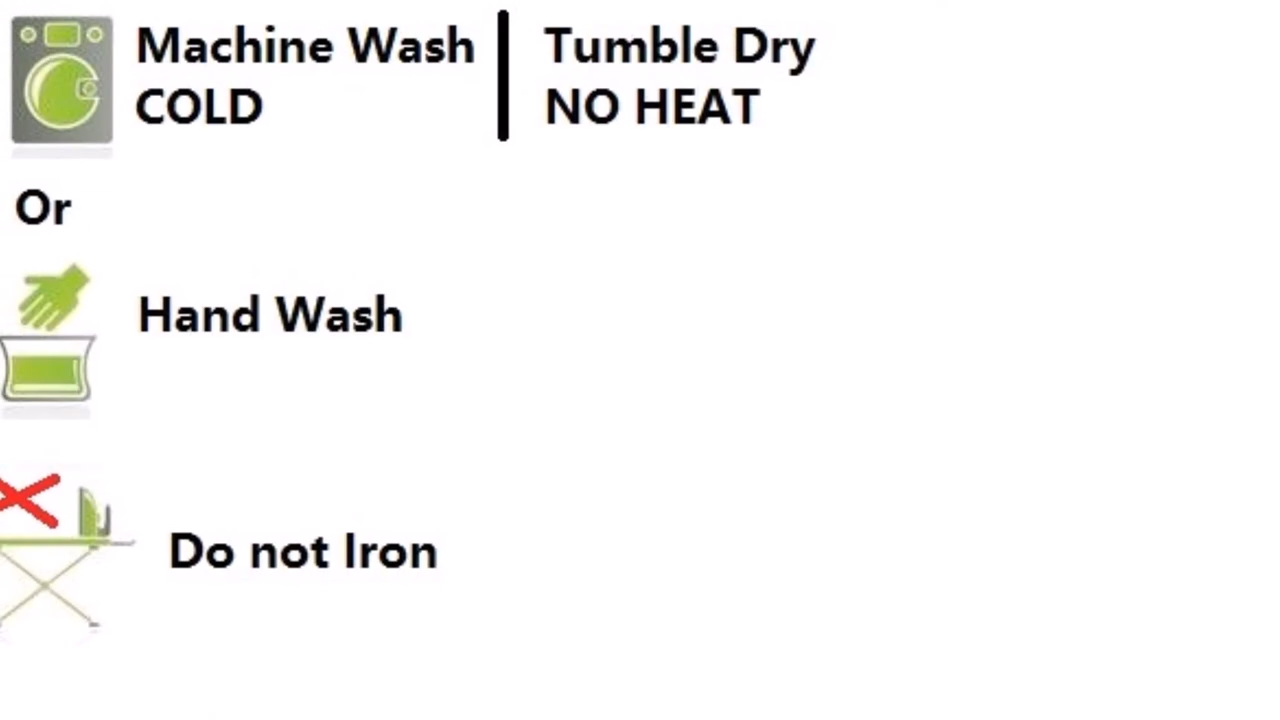 Machine Wash
COLD
Tumble Dry
NO HEAT
Or
Hand Wash
Do not Iron